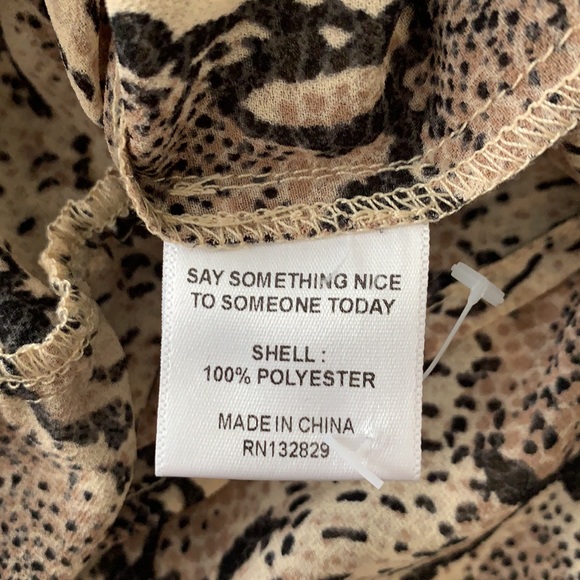 SAY SOMETHING NICE
TO SOMEONE TODAY
SHELL :
100% POLYESTER
MADE IN CHINA
RN132829